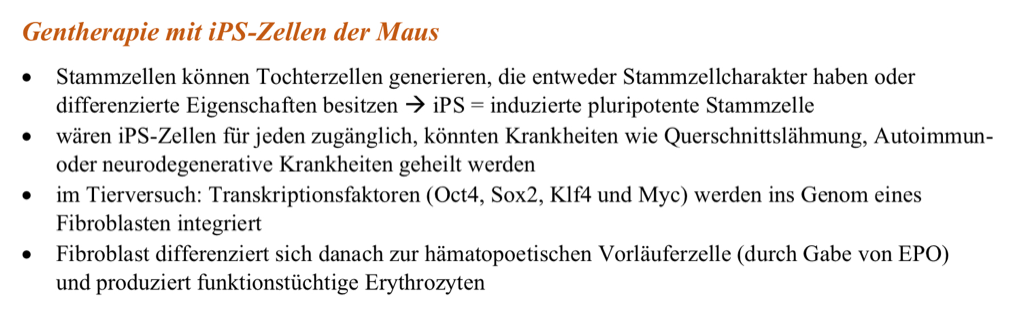 Gentherapie mit iPS-Zellen der Maus
• Stammzellen können Tochterzellen generieren, die entweder Stammzellcharakter haben oder
differenzierte Eigenschaften besitzen → iPS = induzierte pluripotente Stammzelle
• wären iPS-Zellen für jeden zugänglich, könnten Krankheiten wie Querschnittslähmung, Autoimmun-
oder neurodegenerative Krankheiten geheilt werden
• im Tierversuch: Transkriptionsfaktoren (Oct4, Sox2, Klf4 und Myc) werden ins Genom eines
Fibroblasten integriert
• Fibroblast differenziert sich danach zur hämatopoetischen Vorläuferzelle (durch Gabe von EPO)
und produziert funktionstüchtige Erythrozyten